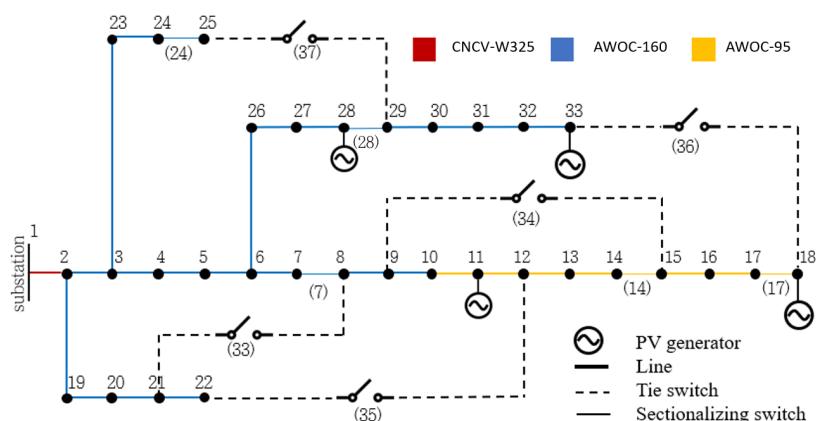 23 24 25
(24)
(37)
CNCV-W325 AWOC-160 AWOC-95
26 27 28 29 30 31 32 33
(28)
(36)
(34)
substation
1
2 3 4 5 6 7 8 9 10 11 12 13 14 15 16 17 18
(7)
(14)
(17)
(33)
19 20 21 22
(35)
PV generator
Line
Tie switch
Sectionalizing switch